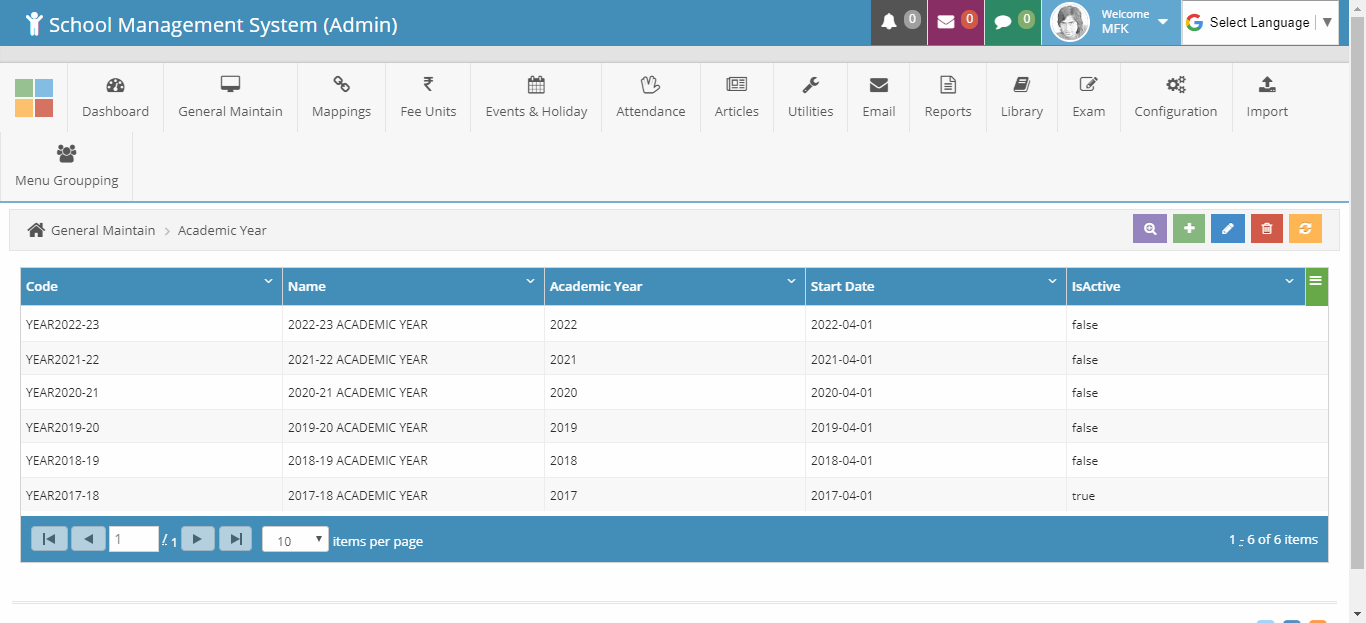 School Management System (Admin) 0 0 0 Welcome MFK Select Language ▼
Dashboard General Maintain Mappings Fee Units Events & Holiday Attendance Articles Utilities Email Reports Library Exam Configuration Import
Menu Groupping
General Maintain > Academic Year
Code Name Academic Year Start Date IsActive
YEAR2022-23 2022-23 ACADEMIC YEAR 2022 2022-04-01 false
YEAR2021-22 2021-22 ACADEMIC YEAR 2021 2021-04-01 false
YEAR2020-21 2020-21 ACADEMIC YEAR 2020 2020-04-01 false
YEAR2019-20 2019-20 ACADEMIC YEAR 2019 2019-04-01 false
YEAR2018-19 2018-19 ACADEMIC YEAR 2018 2018-04-01 false
YEAR2017-18 2017-18 ACADEMIC YEAR 2017 2017-04-01 true
1 / 1 10 items per page 1 - 6 of 6 items